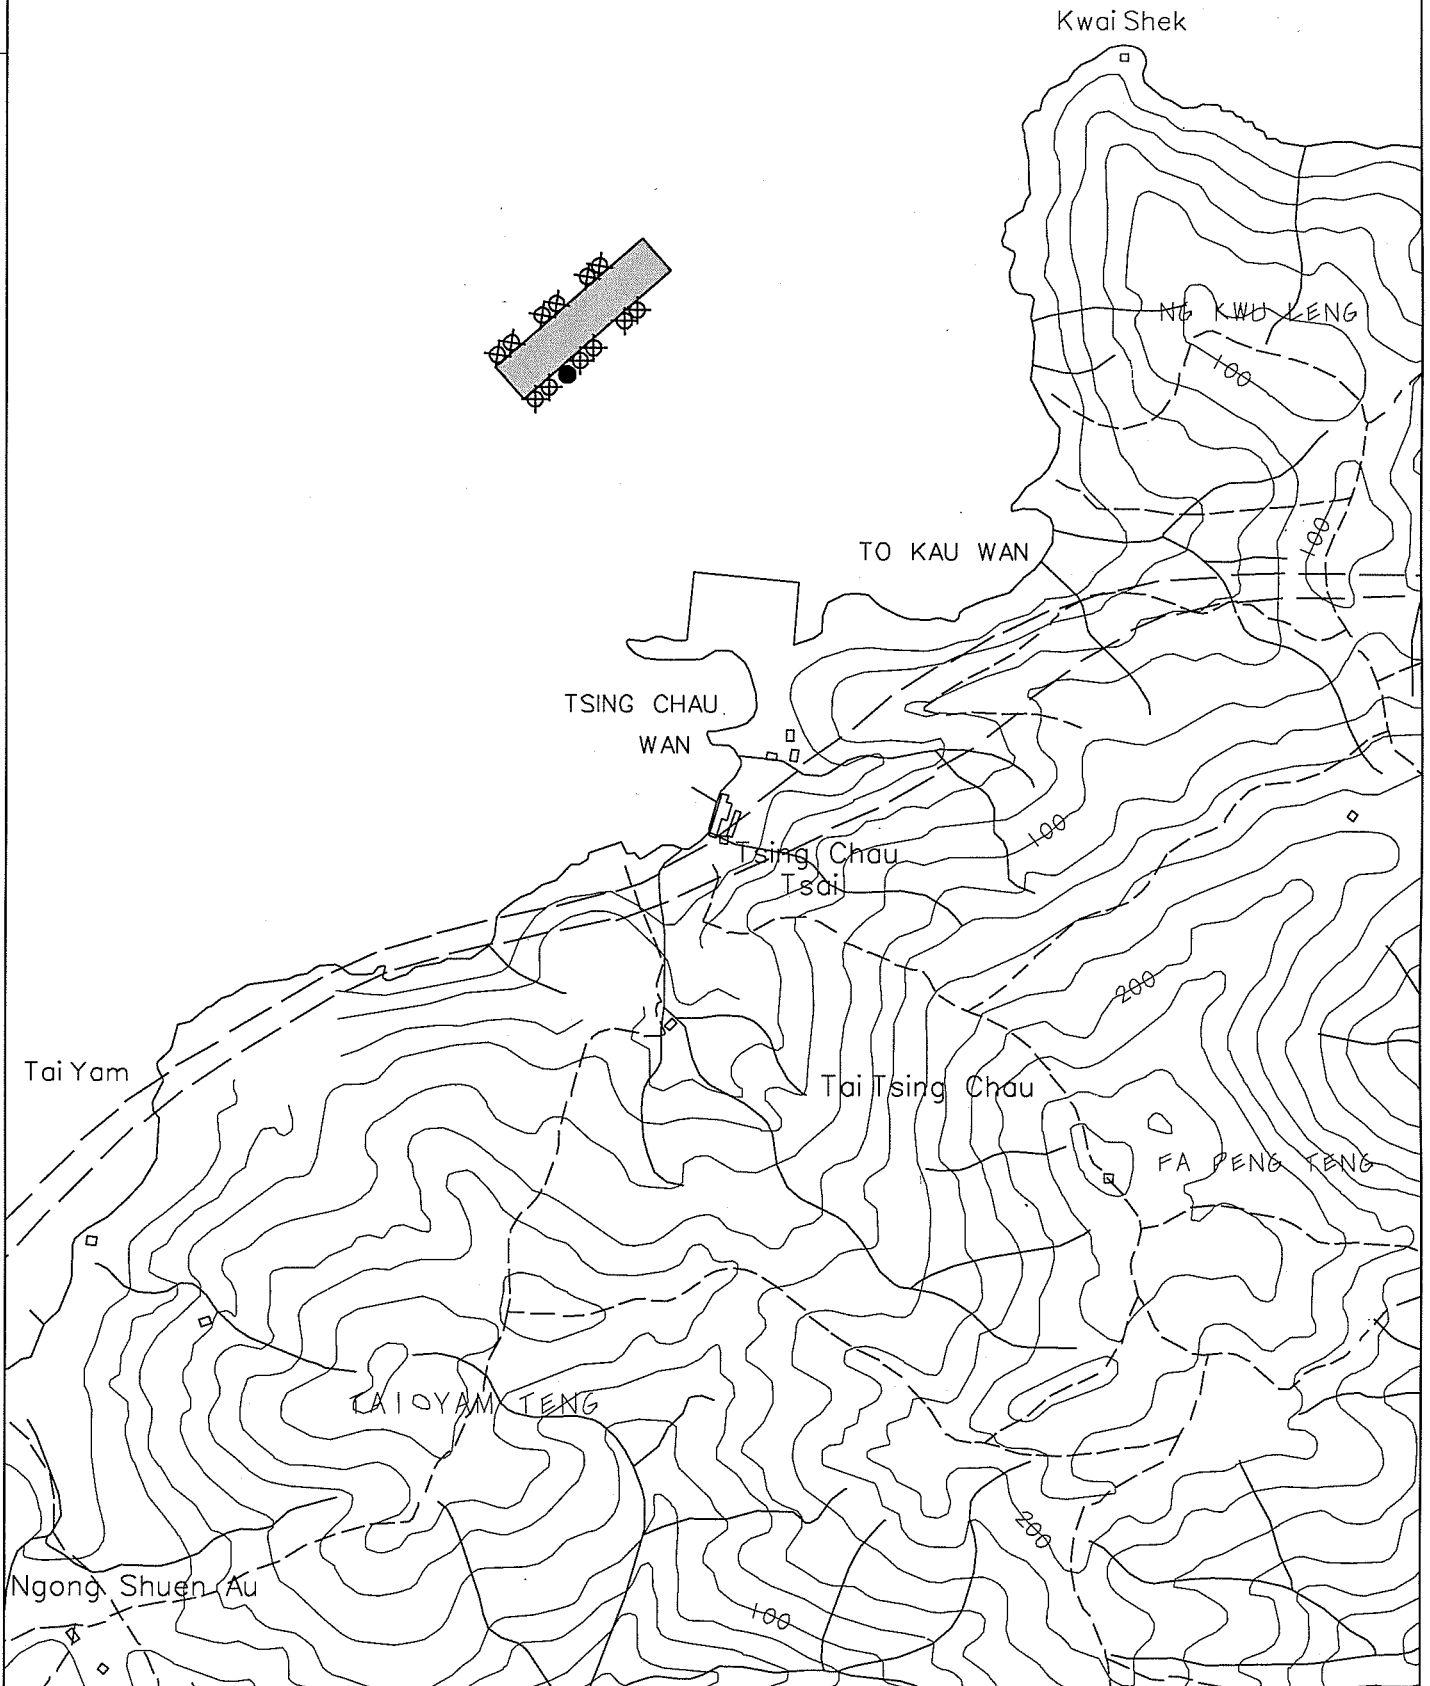 Kwai Shek
NG KWU LENG
100
100
TO KAU WAN
TSING CHAU
WAN
100
Tsing Chau
Tsai
200
Tai Yam
Tai Tsing Chau
FA PENG TENG
TAI YAM TENG
200
Ngong Shuen Au
100